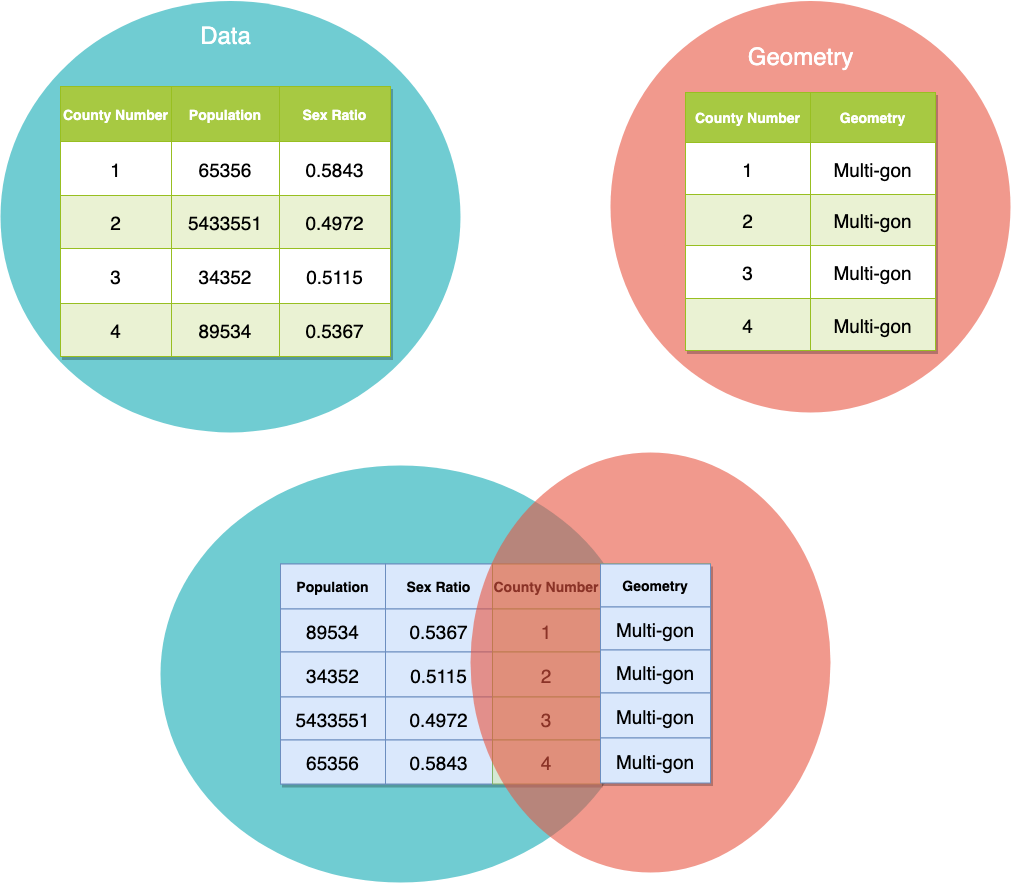 Data
County Number Population Sex Ratio
1 65356 0.5843
2 5433551 0.4972
3 34352 0.5115
4 89534 0.5367
Geometry
County Number Geometry
1 Multi-gon
2 Multi-gon
3 Multi-gon
4 Multi-gon
Population Sex Ratio County Number Geometry
89534 0.5367 1 Multi-gon
34352 0.5115 2 Multi-gon
5433551 0.4972 3 Multi-gon
65356 0.5843 4 Multi-gon